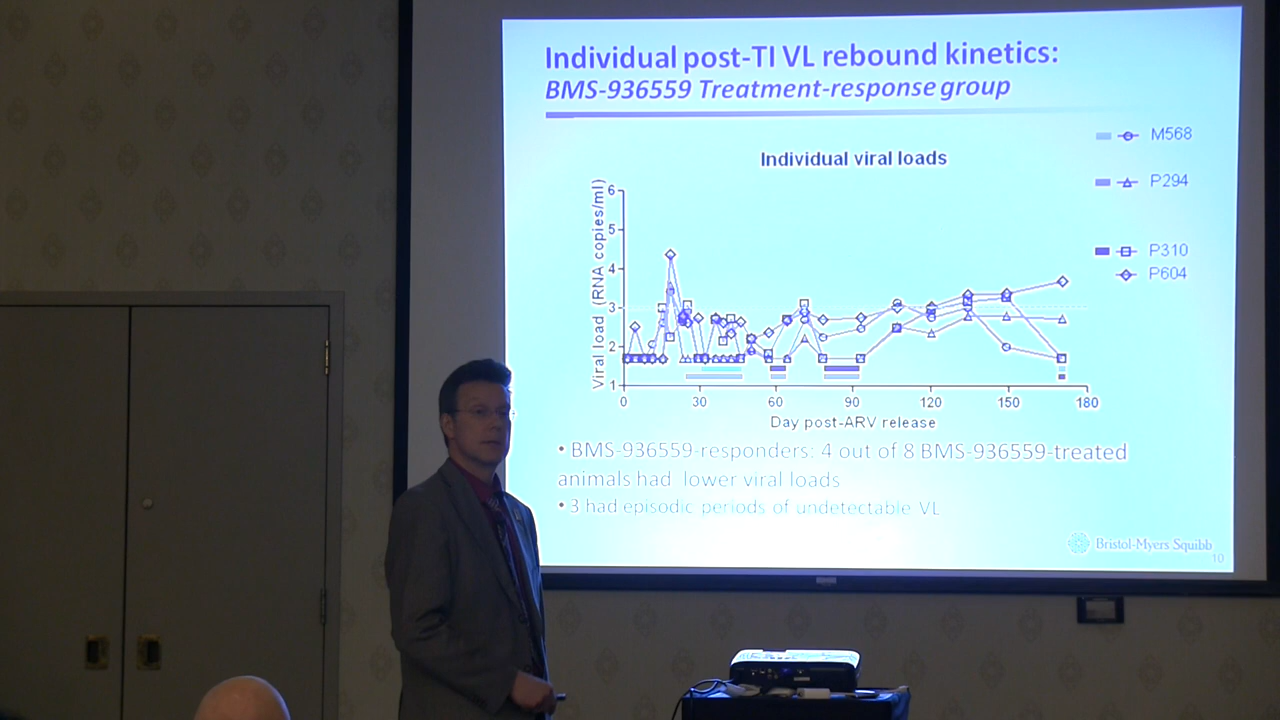 Individual post-TI VL rebound kinetics:
BMS-936559 Treatment-response group
Individual viral loads
M568
P294
P310
P604
Viral load (RNA copies/ml)
6
5
4
3
2
1
0 30 60 90 120 150 180
Day post-ARV release
• BMS-936559-responders: 4 out of 8 BMS-936559-treated
animals had lower viral loads
• 3 had episodic periods of undetectable VL
Bristol-Myers Squibb
10